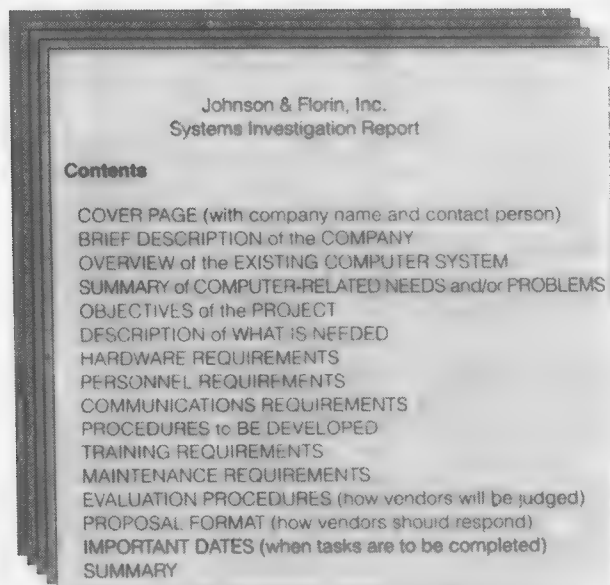 Johnson & Florin, Inc.
Systems Investigation Report
Contents
COVER PAGE (with company name and contact person)
BRIEF DESCRIPTION of the COMPANY
OVERVIEW of the EXISTING COMPUTER SYSTEM
SUMMARY of COMPUTER-RELATED NEEDS and/or PROBLEMS
OBJECTIVES of the PROJECT
DESCRIPTION of WHAT IS NEEDED
HARDWARE REQUIREMENTS
PERSONNEL REQUIREMENTS
COMMUNICATIONS REQUIREMENTS
PROCEDURES to BE DEVELOPED
TRAINING REQUIREMENTS
MAINTENANCE REQUIREMENTS
EVALUATION PROCEDURES (how vendors will be judged)
PROPOSAL FORMAT (how vendors should respond)
IMPORTANT DATES (when tasks are to be completed)
SUMMARY